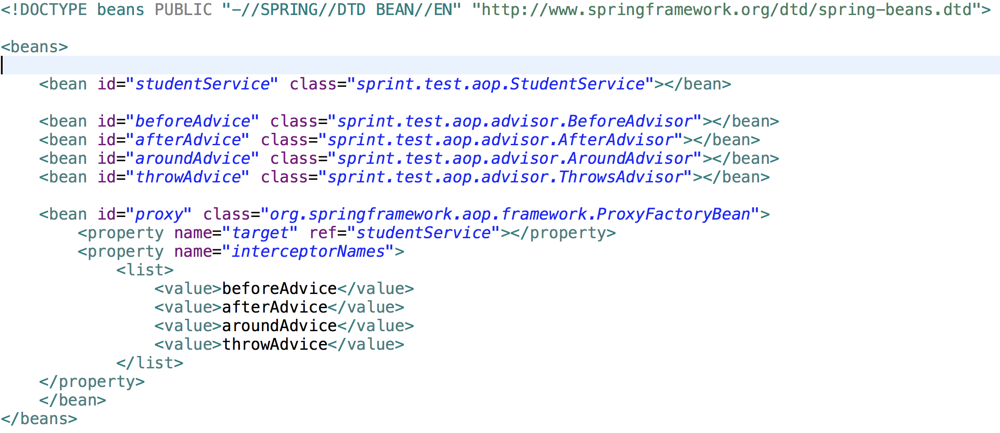 <!DOCTYPE beans PUBLIC "-//SPRING//DTD BEAN//EN" "http://www.springframework.org/dtd/spring-beans.dtd">
<beans>
<bean id="studentService" class="sprint.test.aop.StudentService"></bean>
<bean id="beforeAdvice" class="sprint.test.aop.advisor.BeforeAdvisor"></bean>
<bean id="afterAdvice" class="sprint.test.aop.advisor.AfterAdvisor"></bean>
<bean id="aroundAdvice" class="sprint.test.aop.advisor.AroundAdvisor"></bean>
<bean id="throwAdvice" class="sprint.test.aop.advisor.ThrowsAdvisor"></bean>
<bean id="proxy" class="org.springframework.aop.framework.ProxyFactoryBean">
<property name="target" ref="studentService"></property>
<property name="interceptorNames">
<list>
<value>beforeAdvice</value>
<value>afterAdvice</value>
<value>aroundAdvice</value>
<value>throwAdvice</value>
</list>
</property>
</bean>
</beans>